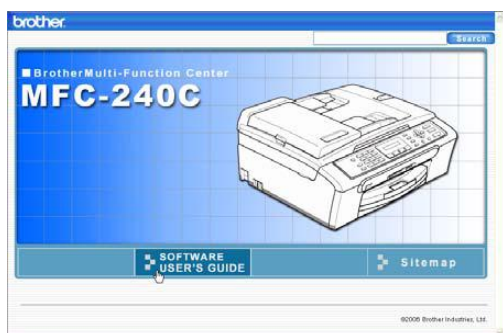 brother.
Search
BrotherMulti-Function Center
MFC-240C
SOFTWARE
USER'S GUIDE
Sitemap
©2006 Brother Industries, Ltd.